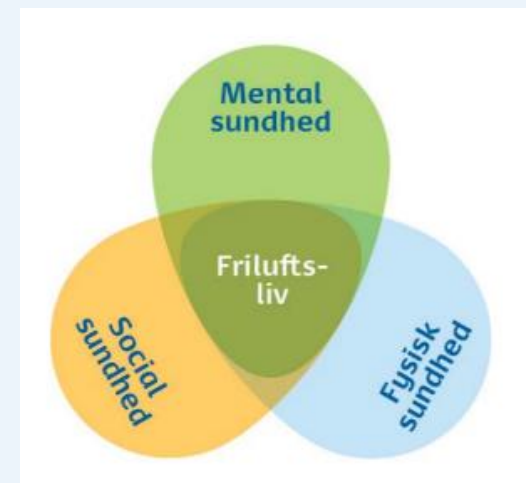 Mental
sundhed
Frilufts-
liv
Social
sundhed
Fysisk
sundhed